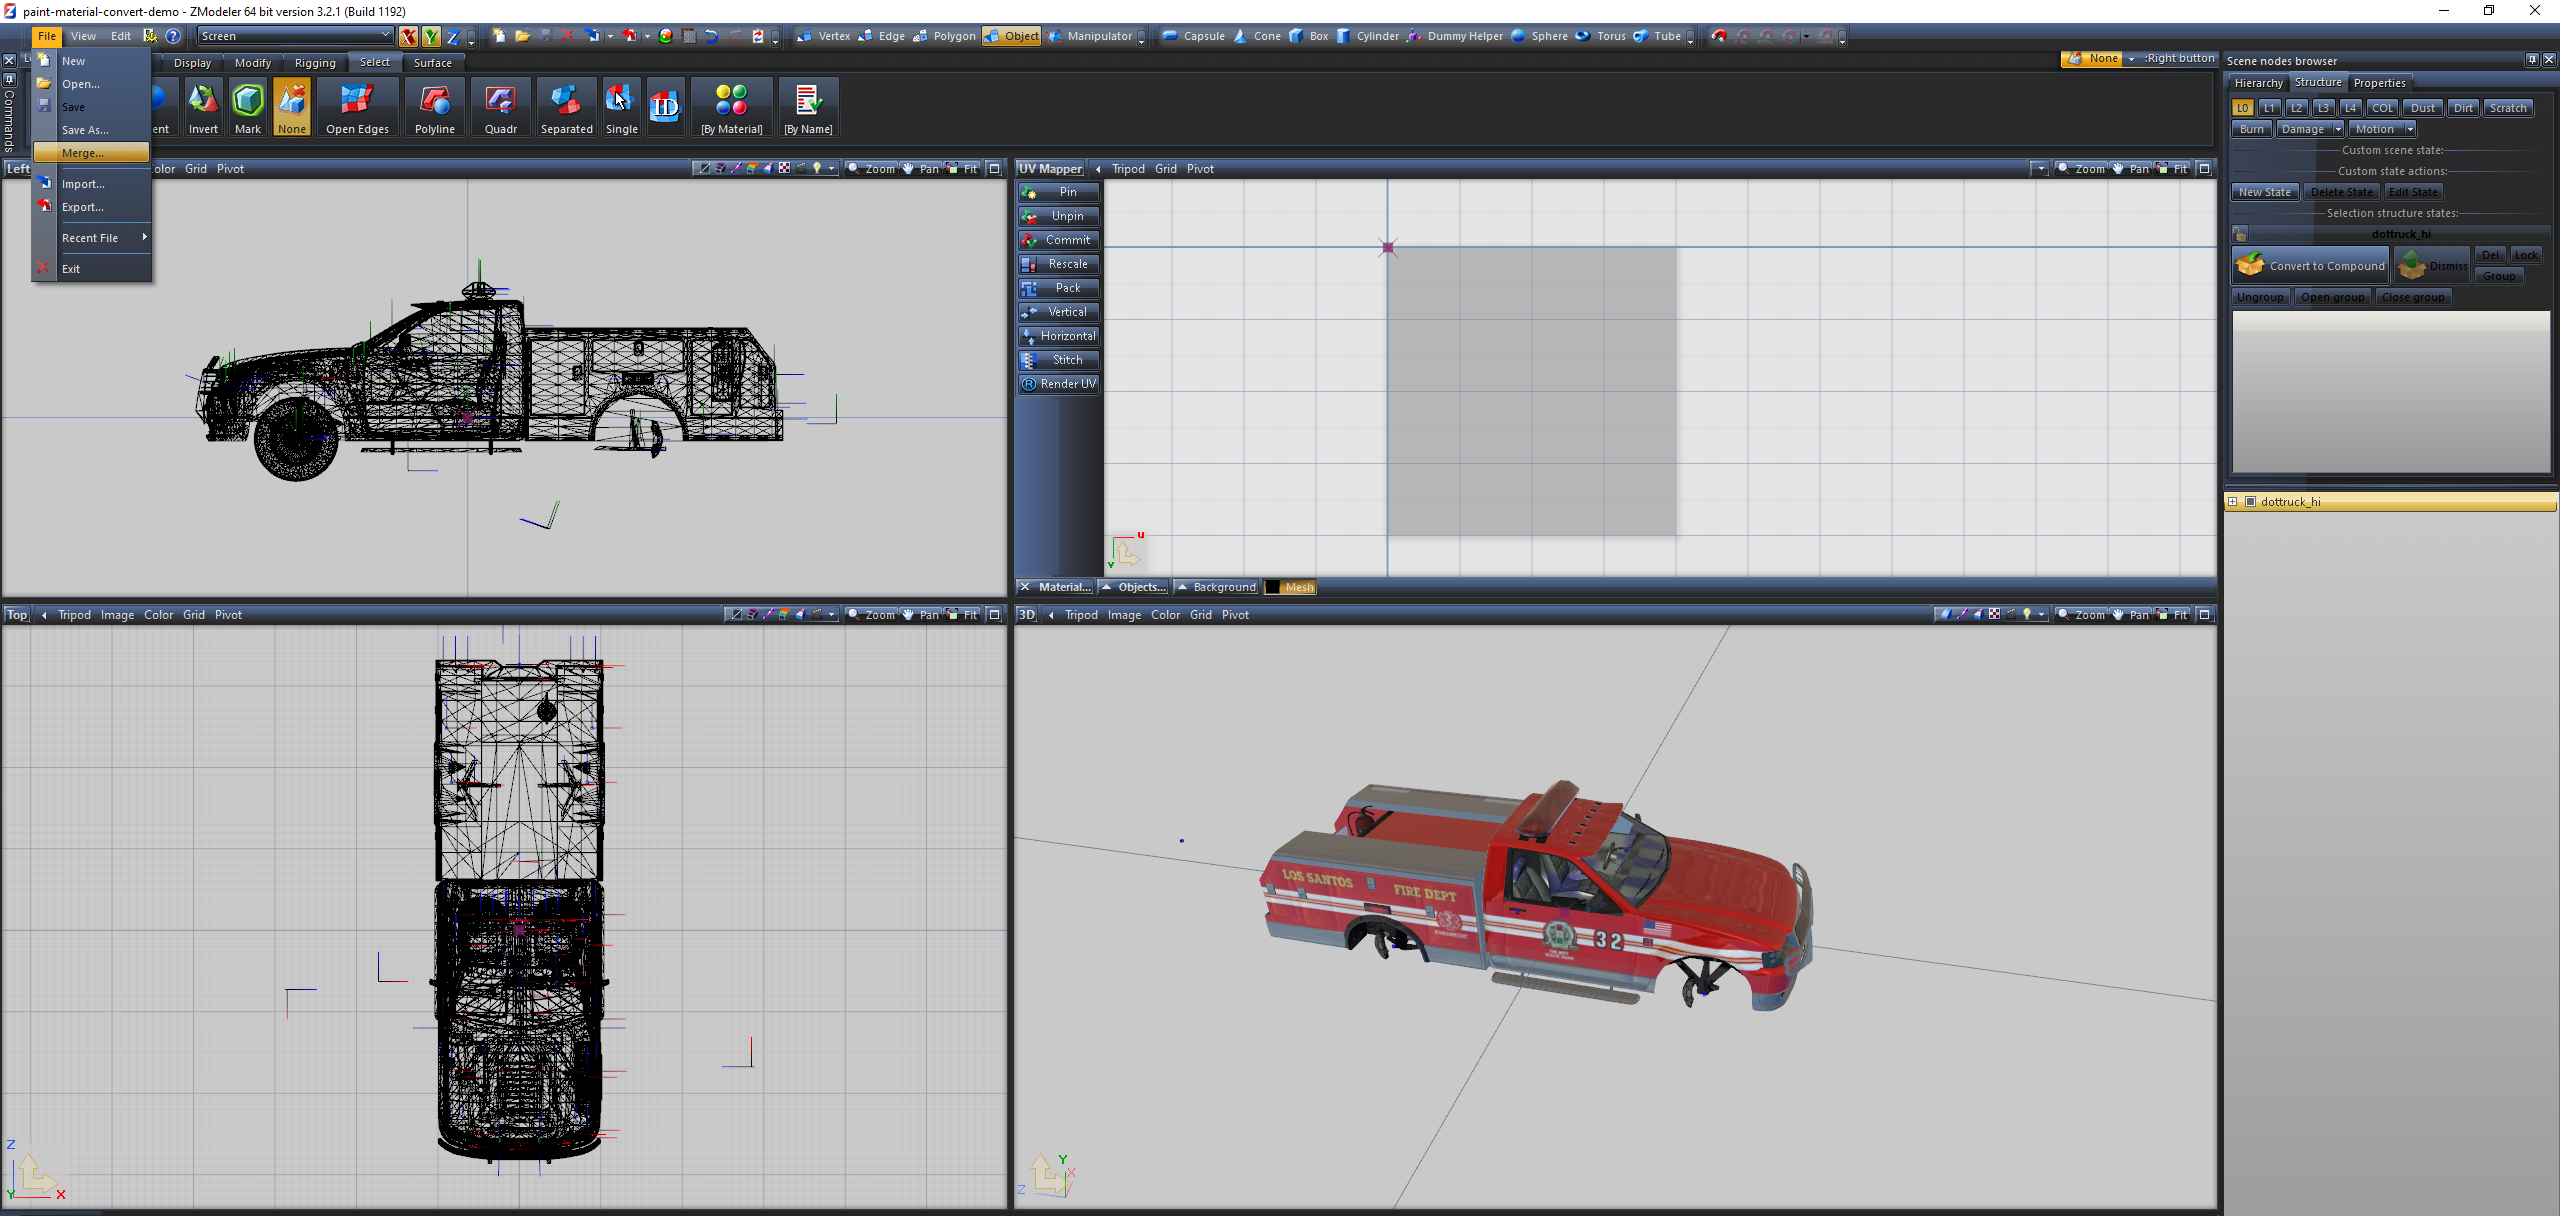 paint-material-convert-demo - ZModeler 64 bit version 3.2.1 (Build 1192)
File View Edit Screen X Y Z Vertex Edge Polygon Object Manipulator Capsule Cone Box Cylinder Dummy Helper Sphere Torus Tube
New
Open...
Save
Save As...
Merge...
Import...
Export...
Recent File
Exit
Commands
Display Modify Rigging Select Surface None :Right button
Invert Mark None Open Edges Polyline Quadr Separated Single ID [By Material] [By Name]
Left Grid Pivot Zoom Pan Fit
UV Mapper Tripod Grid Pivot Zoom Pan Fit
Pin
Unpin
Commit
Rescale
Pack
Vertical
Horizontal
Stitch
Render UV
u
v
Material... Objects... Background Mesh
Top Tripod Image Color Grid Pivot Zoom Pan Fit
Z
Y X
3D Tripod Image Color Grid Pivot Zoom Pan Fit
LOS SANTOS FIRE DEPT
PARAMEDIC
32
Y
X
Z
Scene nodes browser
Hierarchy Structure Properties
L0 L1 L2 L3 L4 COL Dust Dirt Scratch
Burn Damage Motion
Custom scene state:
Custom state actions:
New State Delete State Edit State
Selection structure states:
dottruck_hi
Convert to Compound Dismiss Del Lock
Group
Ungroup Open group Close group
dottruck_hi